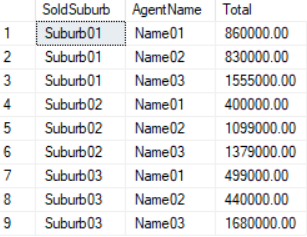 SoldSuburb AgentName Total
1 Suburb01 Name01 860000.00
2 Suburb01 Name02 830000.00
3 Suburb01 Name03 1555000.00
4 Suburb02 Name01 400000.00
5 Suburb02 Name02 1099000.00
6 Suburb02 Name03 1379000.00
7 Suburb03 Name01 499000.00
8 Suburb03 Name02 440000.00
9 Suburb03 Name03 1680000.00